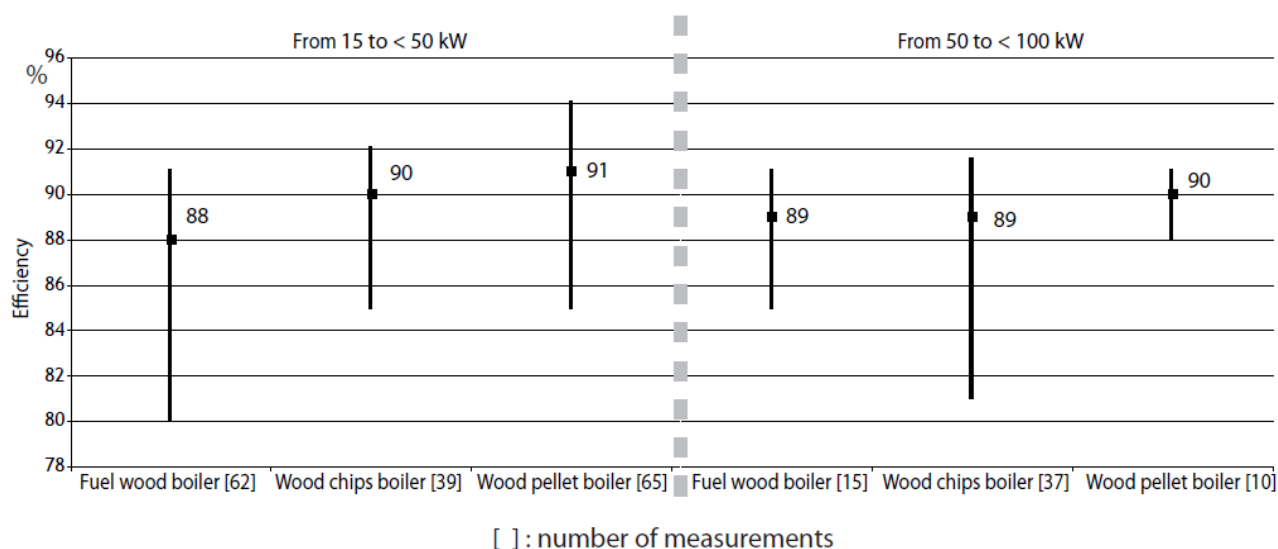 From 15 to < 50 kW
From 50 to < 100 kW
%
Efficiency
96
94
92
90
88
86
84
82
80
78
88
90
91
89
89
90
Fuel wood boiler [62]
Wood chips boiler [39]
Wood pellet boiler [65]
Fuel wood boiler [15]
Wood chips boiler [37]
Wood pellet boiler [10]
[ ] : number of measurements